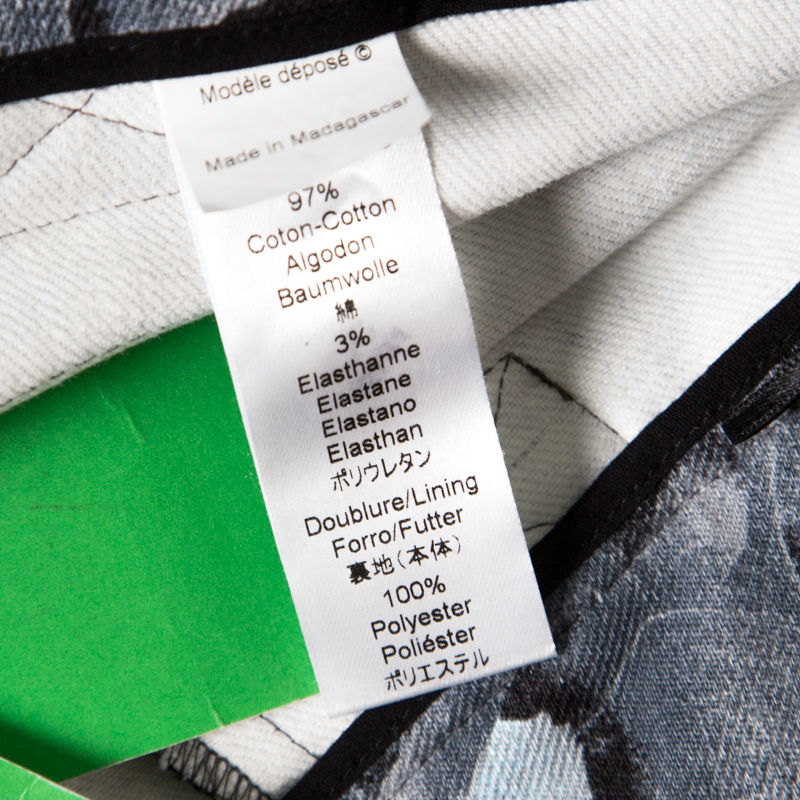 Modèle déposé ©
Made in Madagascar
97%
Coton-Cotton
Algodon
Baumwolle
綿
3%
Elasthanne
Elastane
Elastano
Elasthan
ポリウレタン
Doublure/Lining
Forro/Futter
裏地(本体)
100%
Polyester
Poliéster
ポリエステル